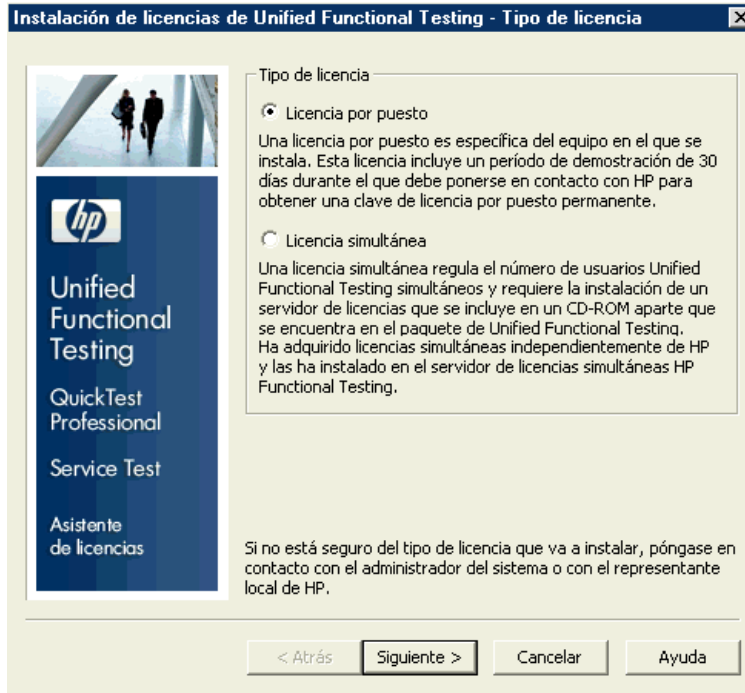 Instalación de licencias de Unified Functional Testing - Tipo de licencia
hp
Unified
Functional
Testing
QuickTest
Professional
Service Test
Asistente
de licencias
Tipo de licencia
Licencia por puesto
Una licencia por puesto es específica del equipo en el que se
instala. Esta licencia incluye un período de demostración de 30
días durante el que debe ponerse en contacto con HP para
obtener una clave de licencia por puesto permanente.
Licencia simultánea
Una licencia simultánea regula el número de usuarios Unified
Functional Testing simultáneos y requiere la instalación de un
servidor de licencias que se incluye en un CD-ROM aparte que
se encuentra en el paquete de Unified Functional Testing.
Ha adquirido licencias simultáneas independientemente de HP
y las ha instalado en el servidor de licencias simultáneas HP
Functional Testing.
Si no está seguro del tipo de licencia que va a instalar, póngase en
contacto con el administrador del sistema o con el representante
local de HP.
< Atrás
Siguiente >
Cancelar
Ayuda